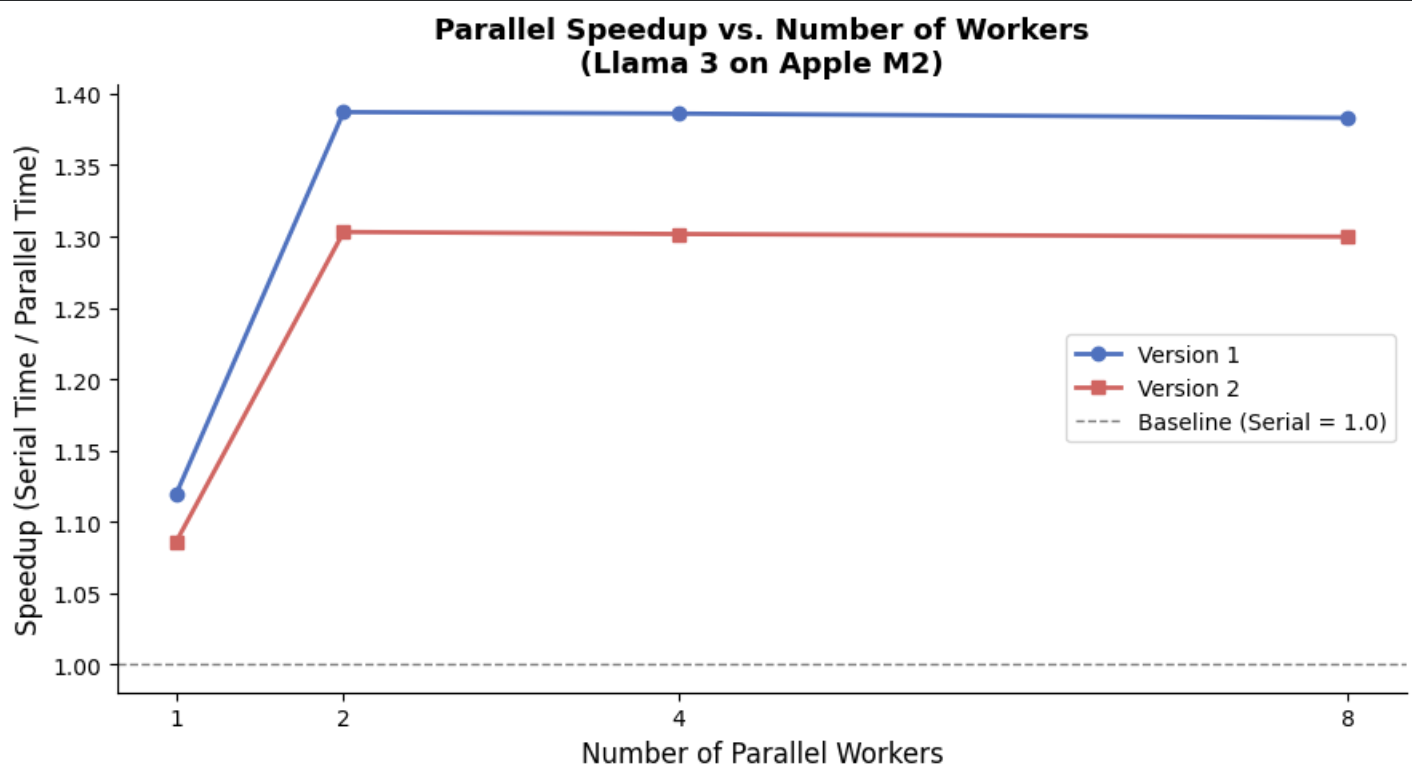 Parallel Speedup vs. Number of Workers
(Llama 3 on Apple M2)
Speedup (Serial Time / Parallel Time)
1.40
1.35
1.30
1.25
1.20
1.15
1.10
1.05
1.00
Version 1
Version 2
Baseline (Serial = 1.0)
1 2 4 8
Number of Parallel Workers